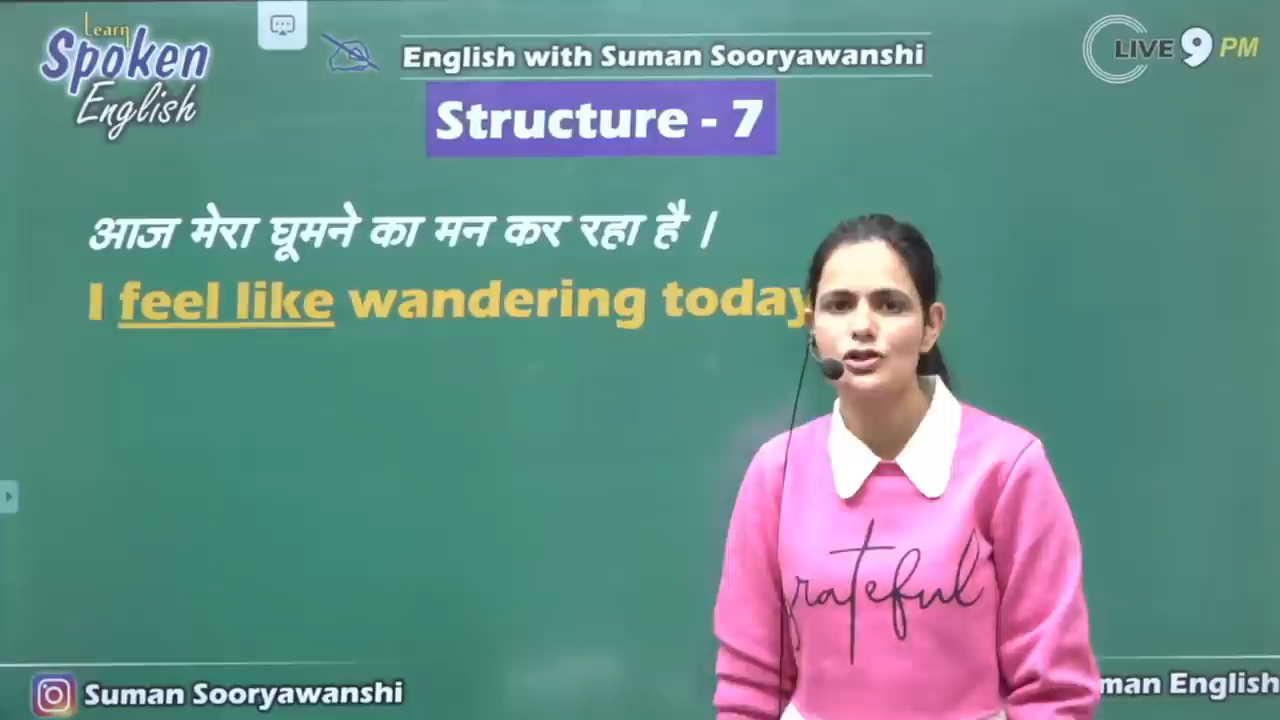 Learn
Spoken
English
English with Suman Sooryawanshi
LIVE 9 PM
Structure - 7
आज मेरा घूमने का मन कर रहा है ।
I feel like wandering today
grateful
Suman Sooryawanshi
man English